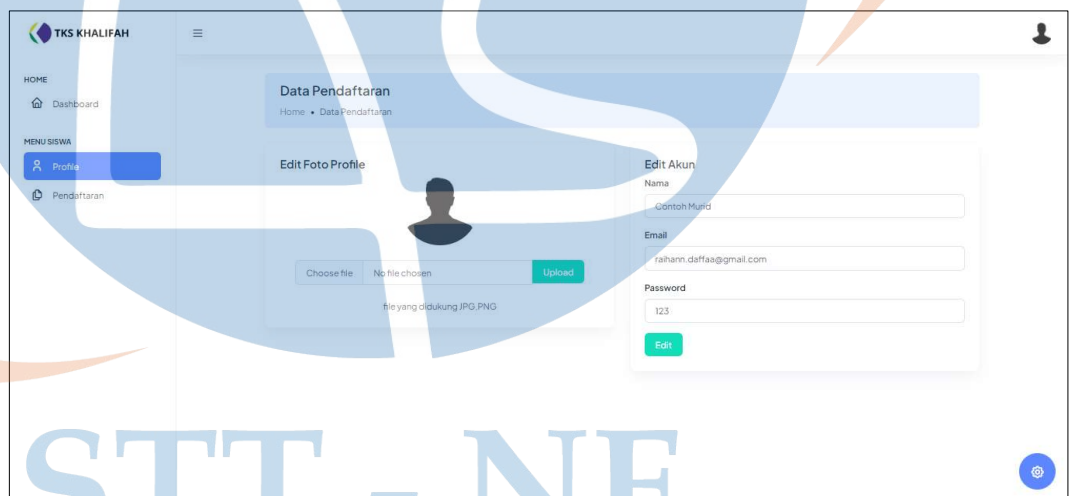 TKS KHALIFAH
HOME
Dashboard
MENU SISWA
Profile
Pendaftaran
Data Pendaftaran
Home • Data Pendaftaran
Edit Foto Profile
Choose file No file chosen Upload
file yang didukung JPG,PNG
Edit Akun
Nama
Contoh Murid
Email
raihann.daffaa@gmail.com
Password
123
Edit
STT - NF